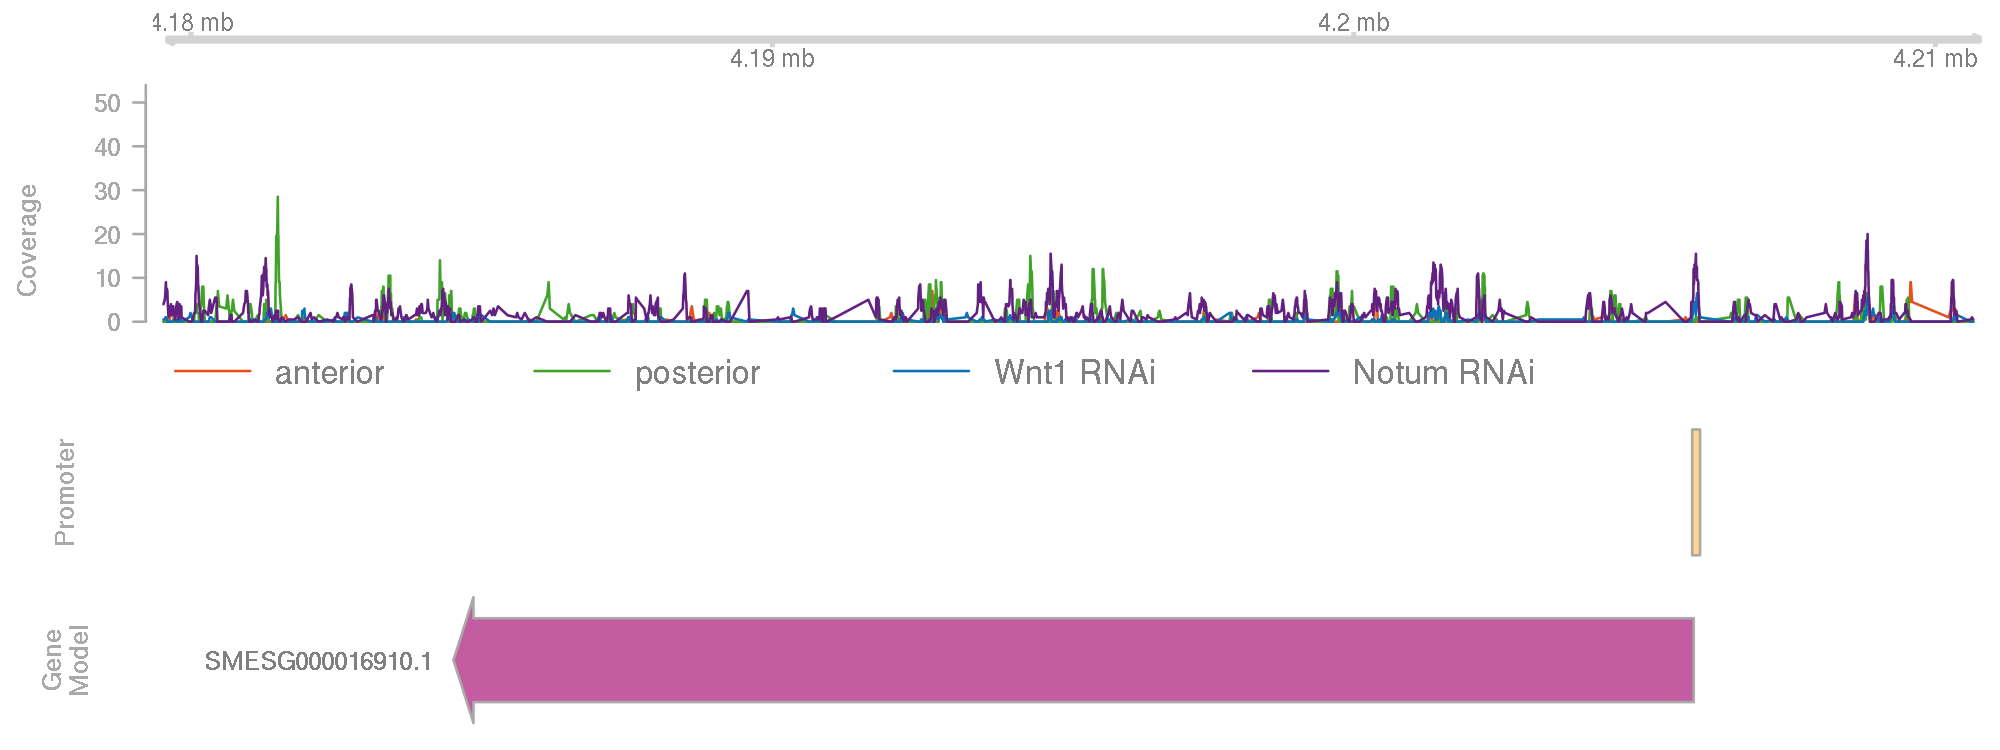 4.18 mb
4.2 mb
4.19 mb
4.21 mb
Coverage
50
40
30
20
10
0
anterior
posterior
Wnt1 RNAi
Notum RNAi
Promoter
Gene
Model
SMESG000016910.1